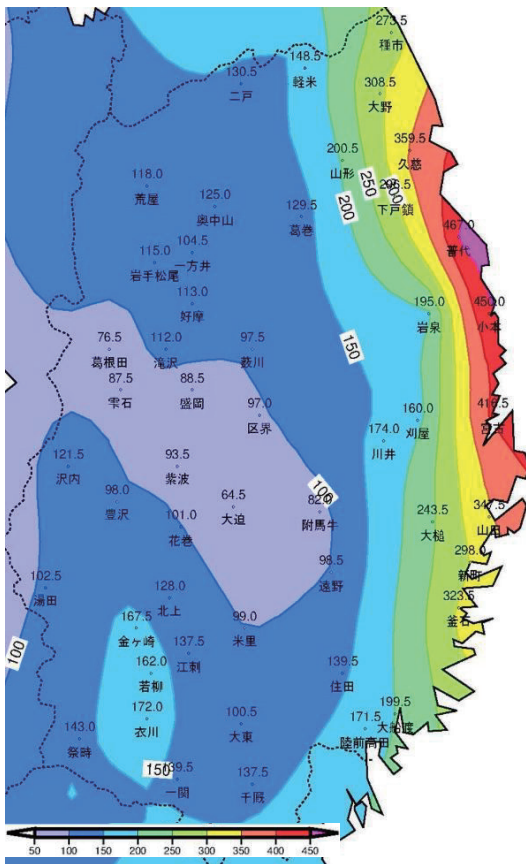 273.5
種市
148.5
軽米
130.5
二戸
308.5
大野
359.5
久慈
200.5
山形
250
300
296.5
下戸鎖
200
118.0
荒屋
125.0
奥中山
129.5
葛巻
467.0
普代
104.5
一方井
115.0
岩手松尾
113.0
好摩
195.0
岩泉
450.0
小本
150
76.5
葛根田
112.0
滝沢
97.5
薮川
87.5
雫石
88.5
盛岡
97.0
区界
160.0
刈屋
416.5
宮古
174.0
川井
121.5
沢内
93.5
紫波
98.0
豊沢
64.5
大迫
100
82.0
附馬牛
101.0
花巻
243.5
大槌
347.5
山田
298.0
新町
98.5
遠野
102.5
湯田
128.0
北上
323.5
釜石
167.5
金ヶ崎
99.0
米里
100
137.5
江刺
162.0
若柳
139.5
住田
172.0
衣川
143.0
祭畤
100.5
大東
199.5
大船渡
171.5
陸前高田
150
139.5
一関
137.5
千厩
50 100 150 200 250 300 350 400 450